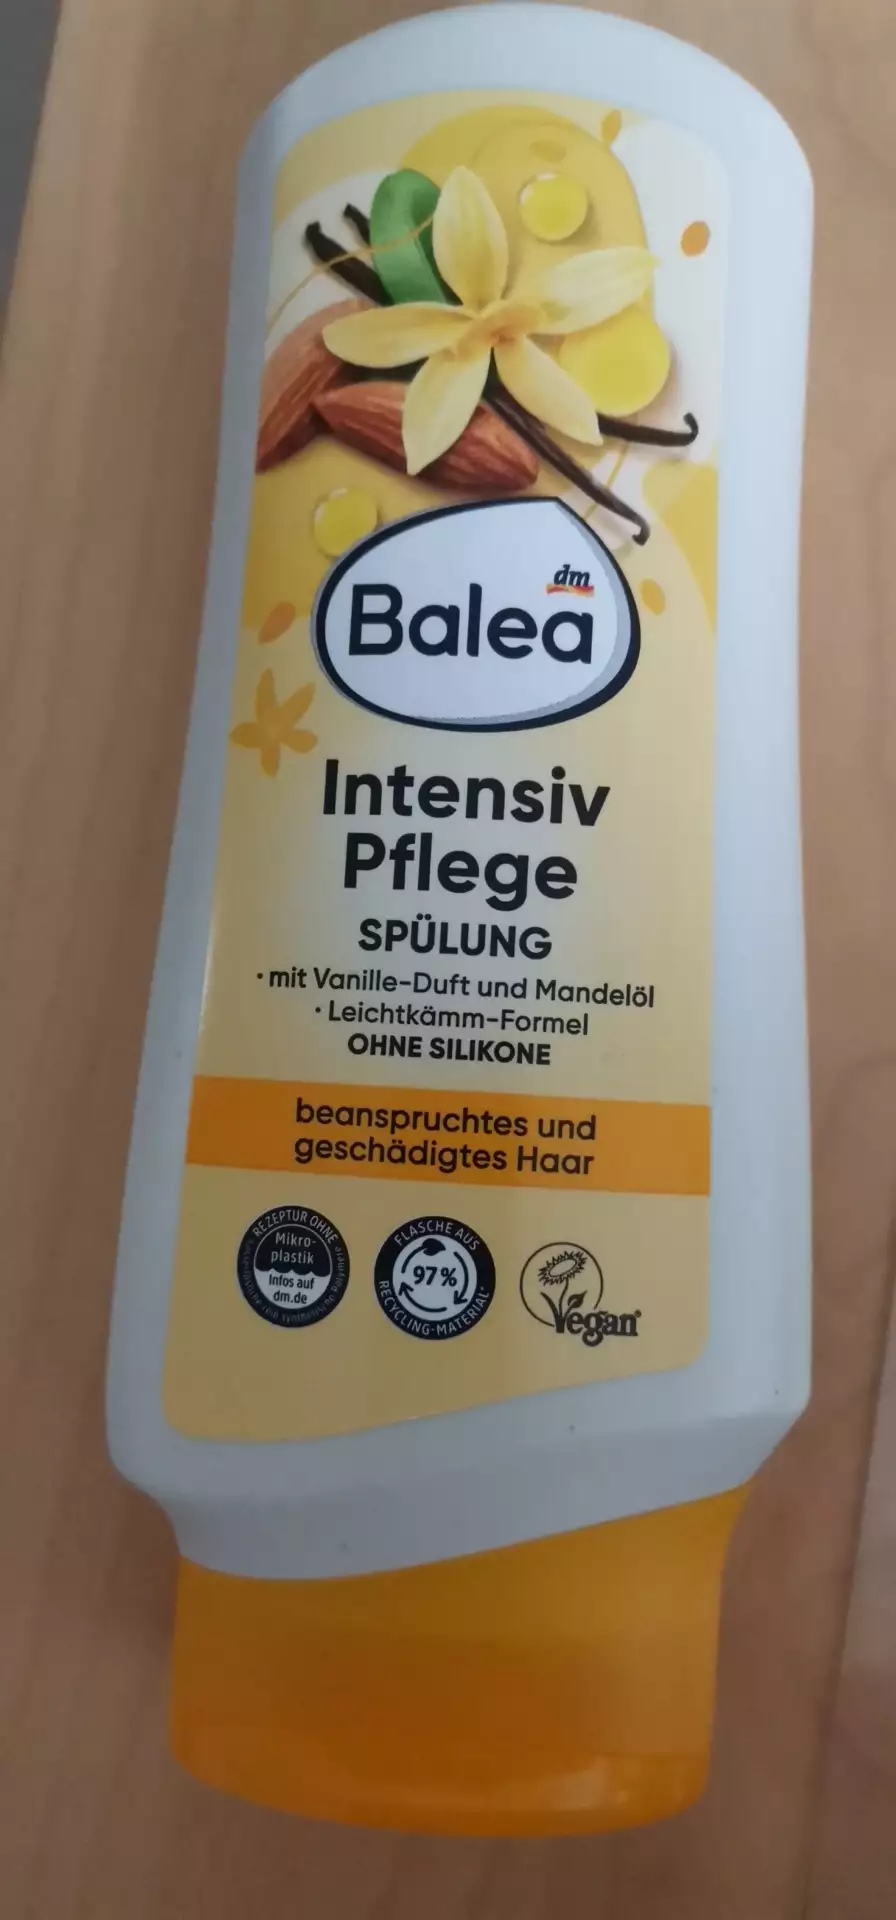 dm
Balea
Intensiv
Pflege
SPÜLUNG
· mit Vanille-Duft und Mandelöl
· Leichtkämm-Formel
OHNE SILIKONE
beanspruchtes und
geschädigtes Haar
REZEPTUR OHNE
Mikro-
plastik
Infos auf
dm.de
FLASCHE AUS
97%
RECYCLING-MATERIAL*
Vegan